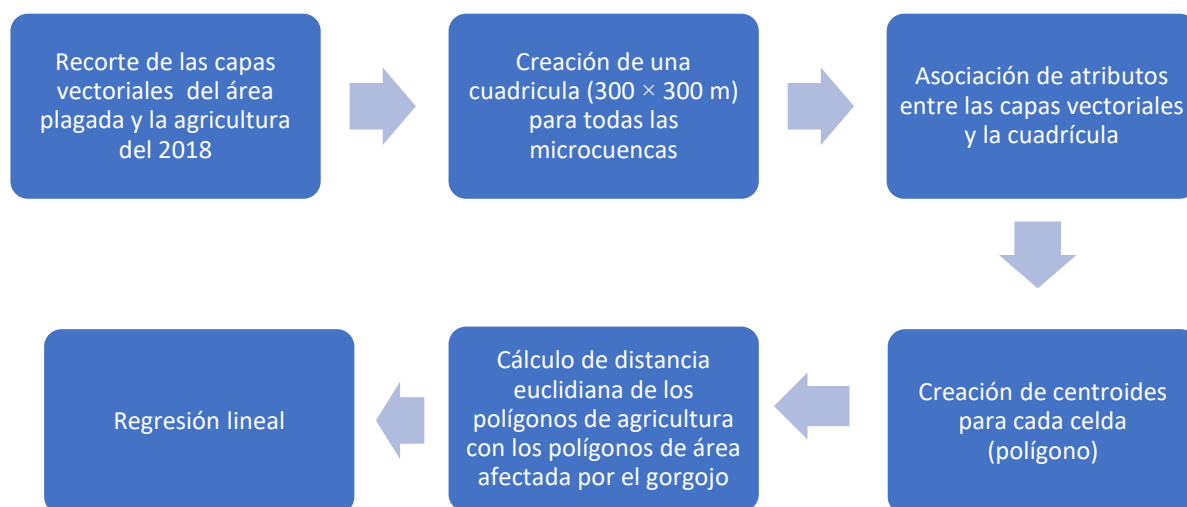 Recorte de las capas
vectoriales del área
plagada y la agricultura
del 2018
Creación de una
cuadricula (300 × 300 m)
para todas las
microcuencas
Asociación de atributos
entre las capas vectoriales
y la cuadrícula
Creación de centroides
para cada celda
(polígono)
Cálculo de distancia
euclidiana de los
polígonos de agricultura
con los polígonos de área
afectada por el gorgojo
Regresión lineal